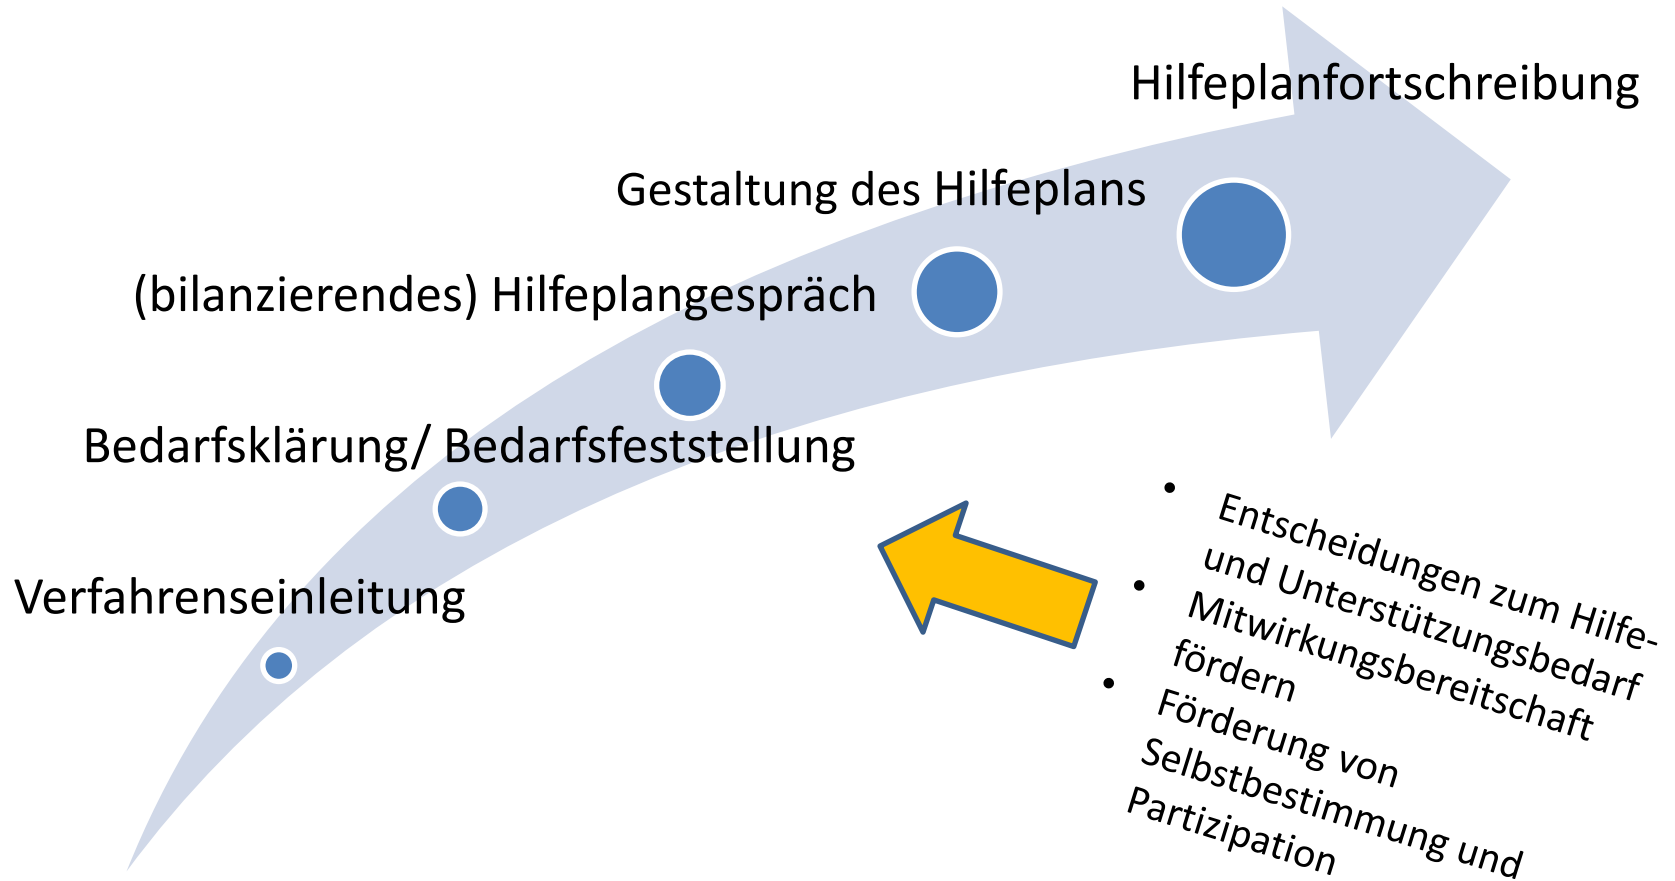 Hilfeplanfortschreibung
Gestaltung des Hilfeplans
(bilanzierendes) Hilfeplangespräch
Bedarfsklärung/ Bedarfsfeststellung
Verfahrenseinleitung
• Entscheidungen zum Hilfe-
und Unterstützungsbedarf
• Mitwirkungsbereitschaft
fördern
• Förderung von
Selbstbestimmung und
Partizipation